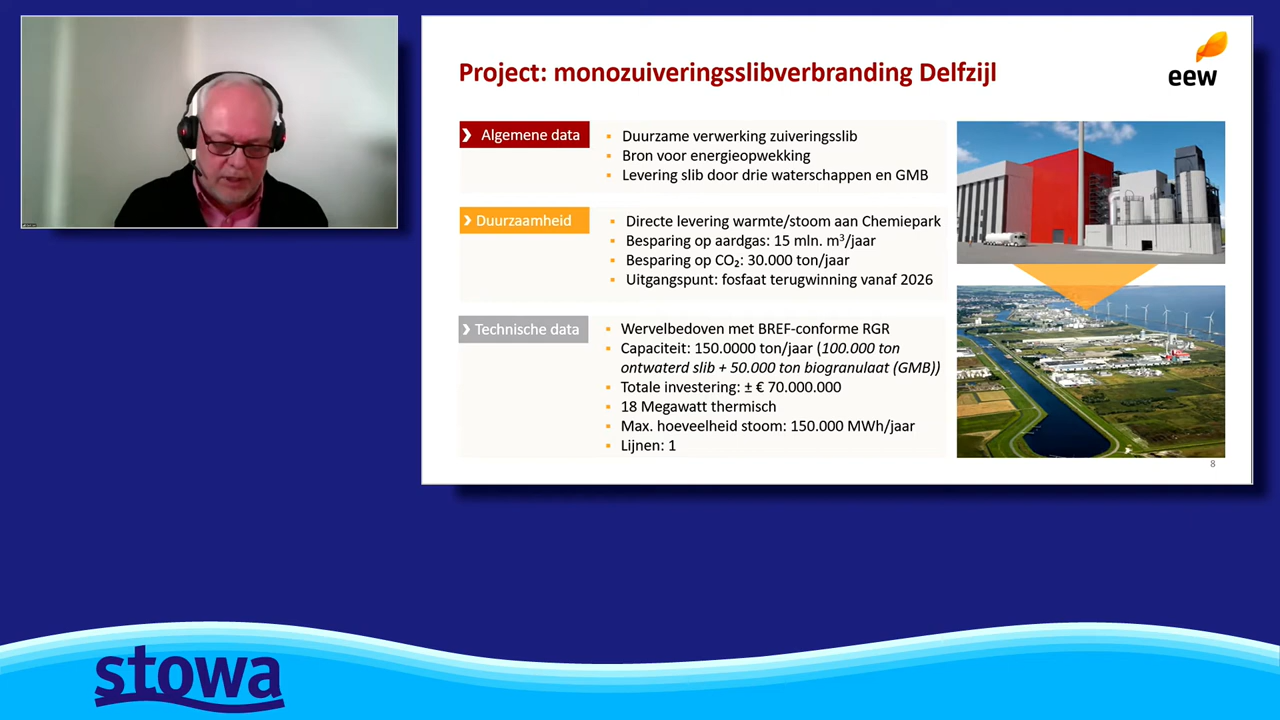 Project: monozuiveringsslibverbranding Delfzijl
eew
Algemene data
Duurzame verwerking zuiveringsslib
Bron voor energieopwekking
Levering slib door drie waterschappen en GMB
Duurzaamheid
Directe levering warmte/stoom aan Chemiepark
Besparing op aardgas: 15 mln. m³/jaar
Besparing op CO₂: 30.000 ton/jaar
Uitgangspunt: fosfaat terugwinning vanaf 2026
Technische data
Wervelbedoven met BREF-conforme RGR
Capaciteit: 150.0000 ton/jaar (100.000 ton
ontwaterd slib + 50.000 ton biogranulaat (GMB))
Totale investering: ± € 70.000.000
18 Megawatt thermisch
Max. hoeveelheid stoom: 150.000 MWh/jaar
Lijnen: 1
8
stowa